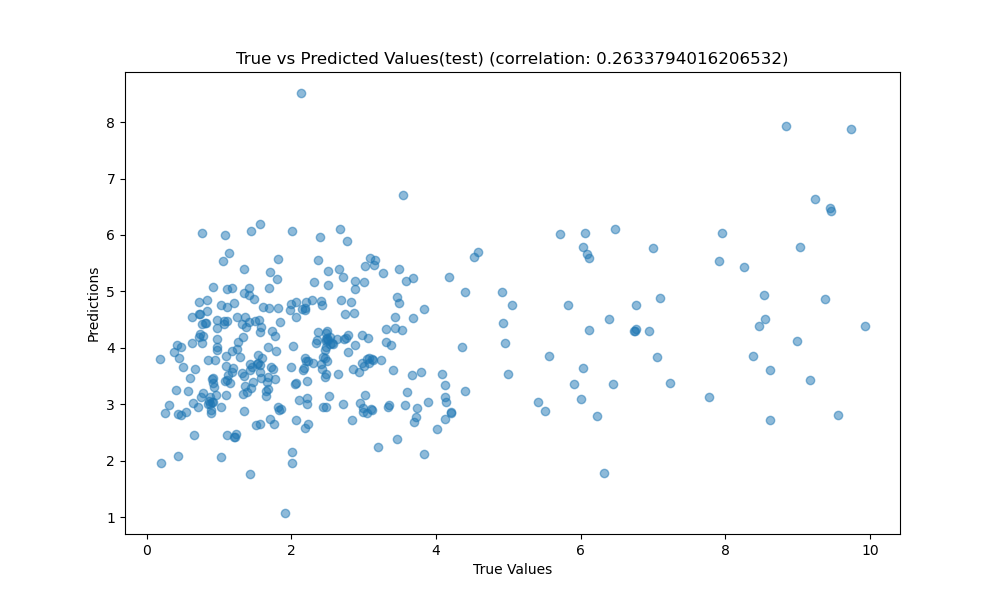 True vs Predicted Values(test) (correlation: 0.2633794016206532)
8
7
6
5
4
3
2
1
Predictions
0 2 4 6 8 10
True Values